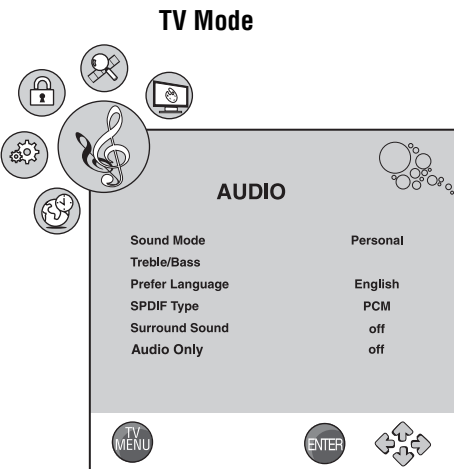 TV Mode
AUDIO
Sound Mode Personal
Treble/Bass
Prefer Language English
SPDIF Type PCM
Surround Sound off
Audio Only off
TV
MENU
ENTER